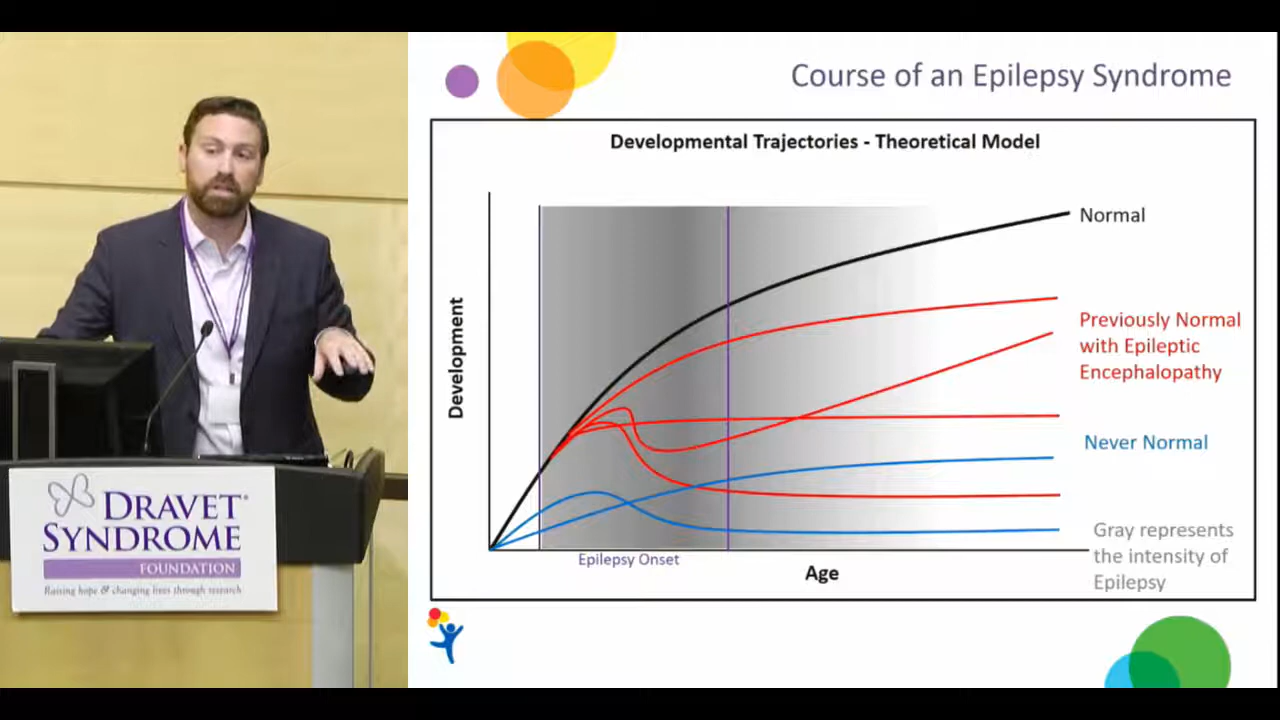 Course of an Epilepsy Syndrome
Developmental Trajectories - Theoretical Model
Normal
Previously Normal
with Epileptic
Encephalopathy
Never Normal
Gray represents
the intensity of
Epilepsy
Development
Epilepsy Onset
Age
DRAVET
SYNDROME
FOUNDATION
Raising hope & changing lives through research